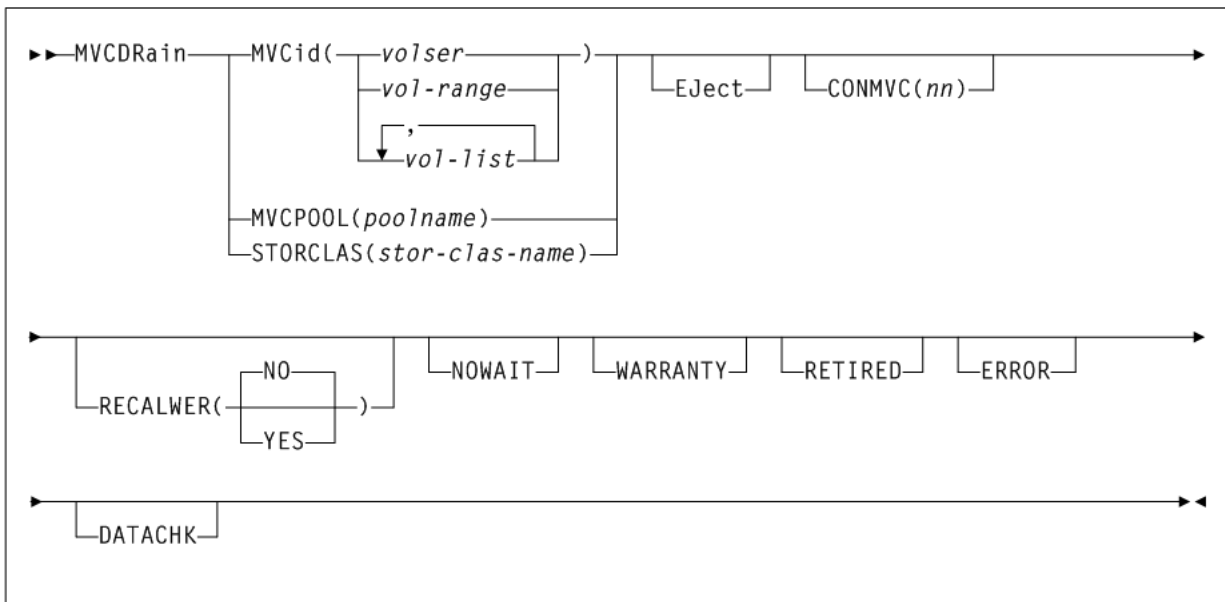 MVCDRain MVCid( volser ) EJect CONMVC(nn)
vol-range
,
vol-list
MVCPOOL(poolname)
STORCLAS(stor-clas-name)
RECALWER( NO ) NOWAIT WARRANTY RETIRED ERROR
YES
DATACHK